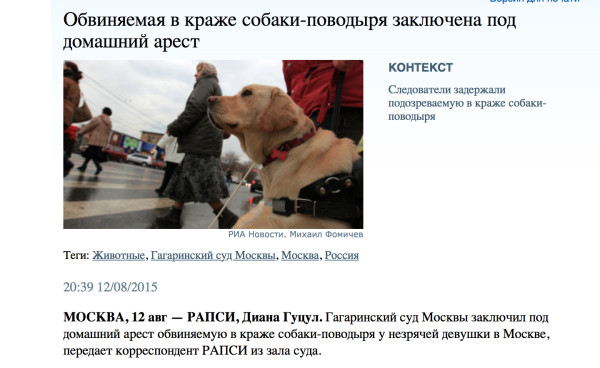 Версия для печати
Обвиняемая в краже собаки-поводыря заключена под
домашний арест
КОНТЕКСТ
Следователи задержали
подозреваемую в краже собаки-
поводыря
РИА Новости. Михаил Фомичев
Теги: Животные, Гагаринский суд Москвы, Москва, Россия
20:39 12/08/2015
МОСКВА, 12 авг — РАПСИ, Диана Гуцул. Гагаринский суд Москвы заключил под
домашний арест обвиняемую в краже собаки-поводыря у незрячей девушки в Москве,
передает корреспондент РАПСИ из зала суда.